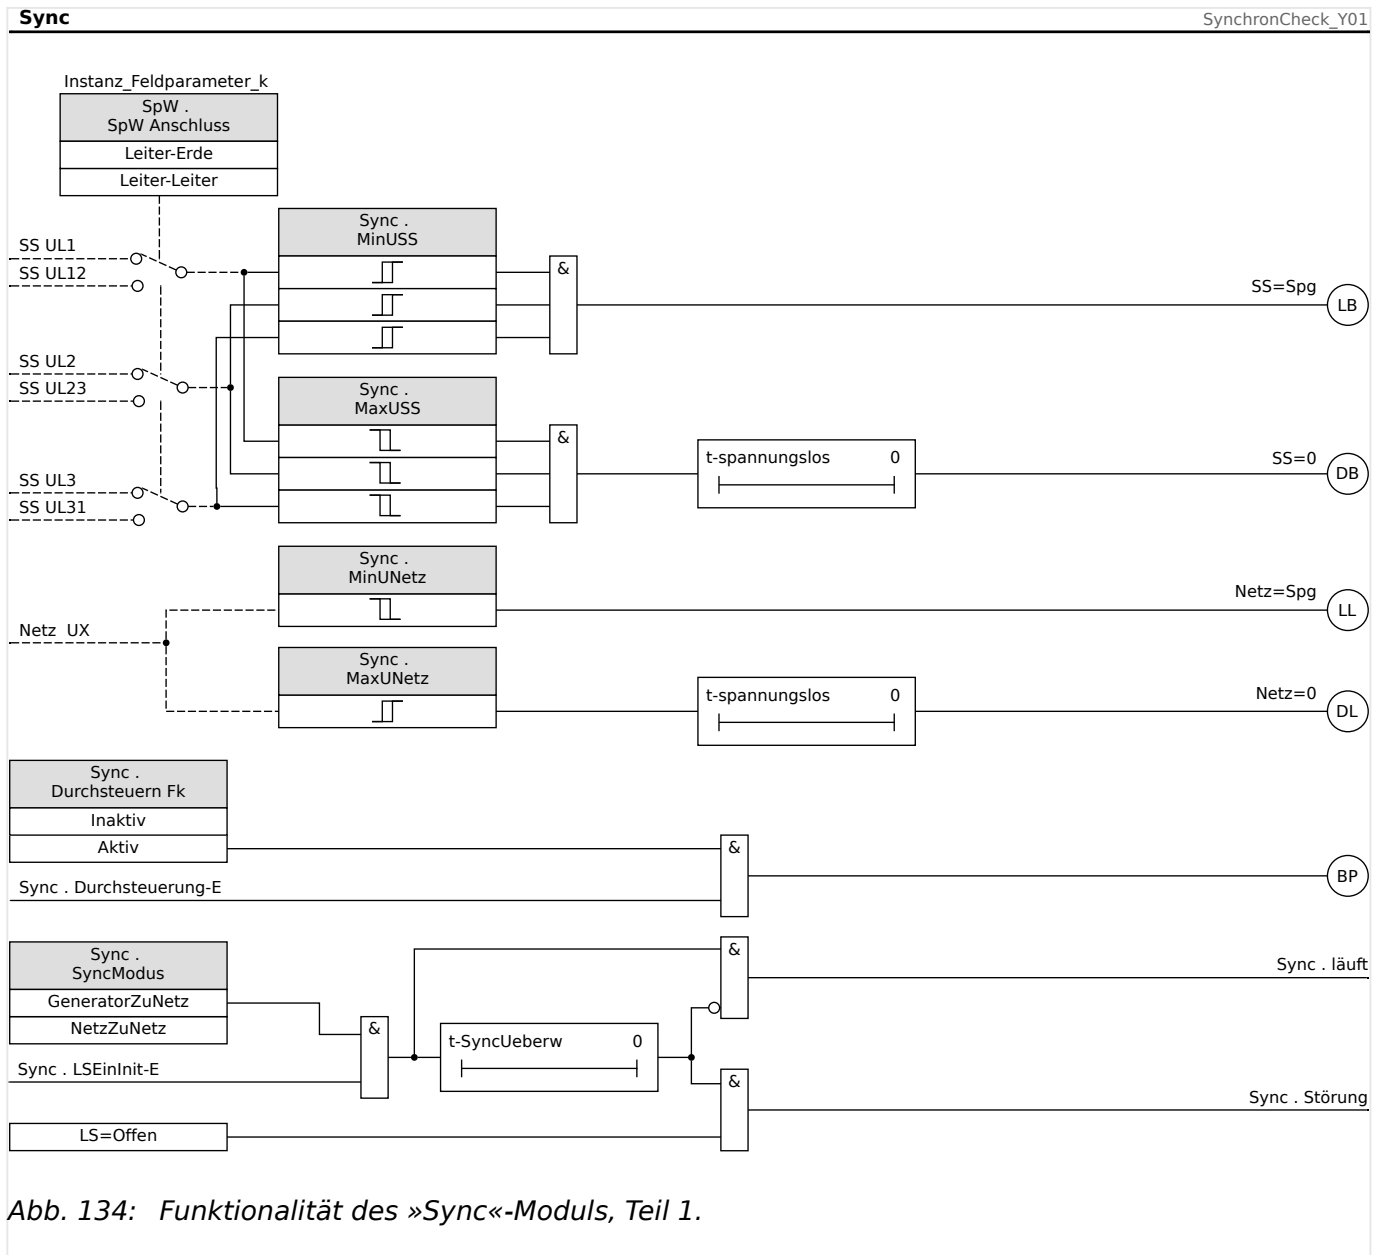 Sync
SynchronCheck_Y01
Instanz_Feldparameter_k
SpW .
SpW Anschluss
Leiter-Erde
Leiter-Leiter
Sync .
MinUSS
SS UL1
SS UL12
&
SS=Spg
LB
SS UL2
SS UL23
Sync .
MaxUSS
&
t-spannungslos 0
SS=0
DB
SS UL3
SS UL31
Sync .
MinUNetz
Netz=Spg
LL
Netz UX
Sync .
MaxUNetz
t-spannungslos 0
Netz=0
DL
Sync .
Durchsteuern Fk
Inaktiv
Aktiv
&
BP
Sync . Durchsteuerung-E
Sync .
SyncModus
GeneratorZuNetz
NetzZuNetz
&
Sync . läuft
&
t-SyncUeberw 0
Sync . LSEinInit-E
&
Sync . Störung
LS=Offen
Abb. 134: Funktionalität des »Sync«-Moduls, Teil 1.